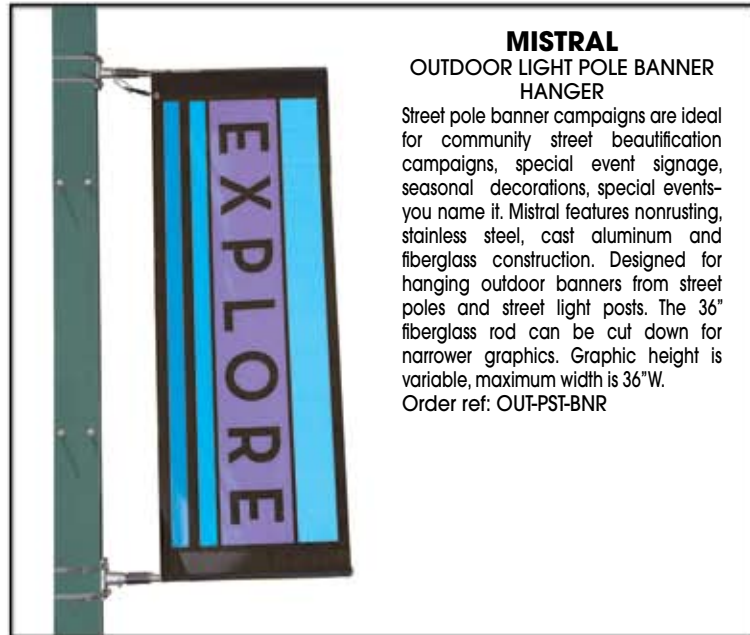 EXPLORE
MISTRAL
OUTDOOR LIGHT POLE BANNER
HANGER
Street pole banner campaigns are ideal
for community street beautification
campaigns, special event signage,
seasonal decorations, special events–
you name it. Mistral features nonrusting,
stainless steel, cast aluminum and
fiberglass construction. Designed for
hanging outdoor banners from street
poles and street light posts. The 36”
fiberglass rod can be cut down for
narrower graphics. Graphic height is
variable, maximum width is 36”W.
Order ref: OUT-PST-BNR